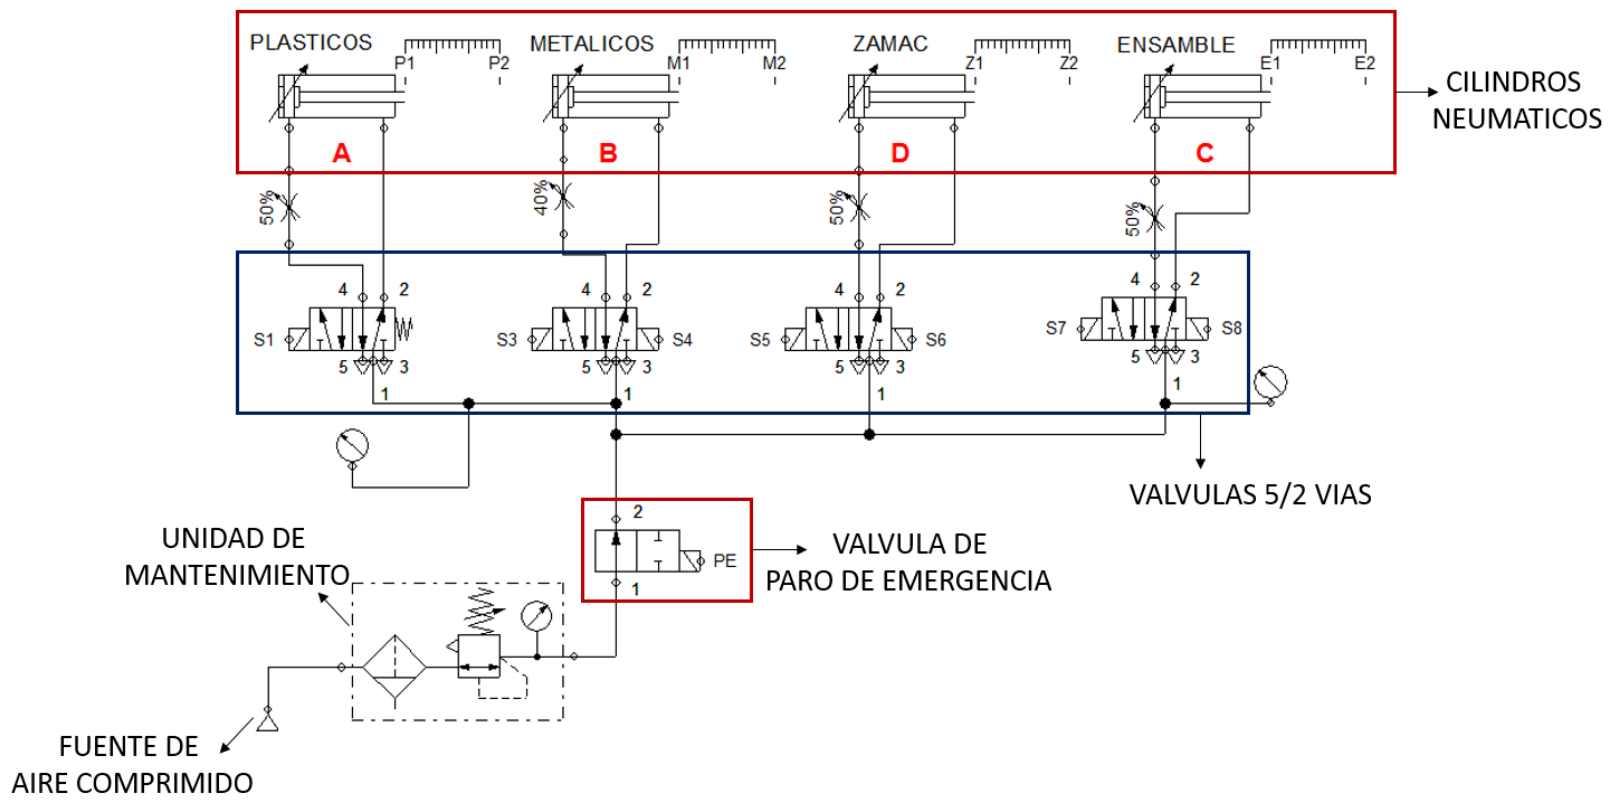 PLASTICOS
P1 P2
METALICOS
M1 M2
ZAMAC
Z1 Z2
ENSAMBLE
E1 E2
CILINDROS
NEUMATICOS
A
B
D
C
50%
40%
50%
50%
4 2
S1
5 3
1
4 2
S3 S4
5 3
1
4 2
S5 S6
5 3
1
4 2
S7 S8
5 3
1
VALVULAS 5/2 VIAS
2
PE
1
VALVULA DE
PARO DE EMERGENCIA
UNIDAD DE
MANTENIMIENTO
FUENTE DE
AIRE COMPRIMIDO